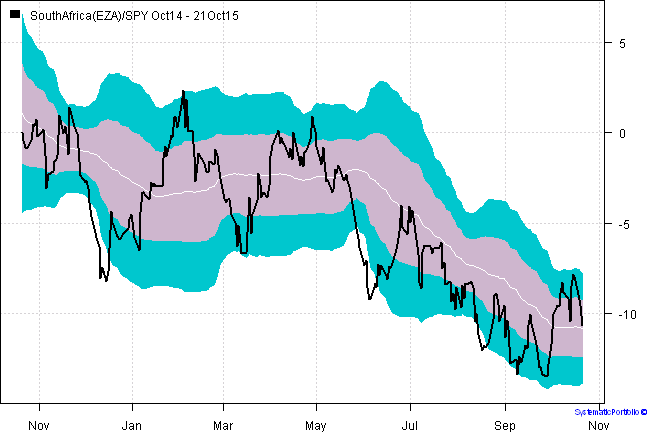 SouthAfrica(EZA)/SPY Oct14 - 21Oct15
5
0
-5
-10
Nov Jan Mar May Jul Sep Nov
SystematicPortfolio ©